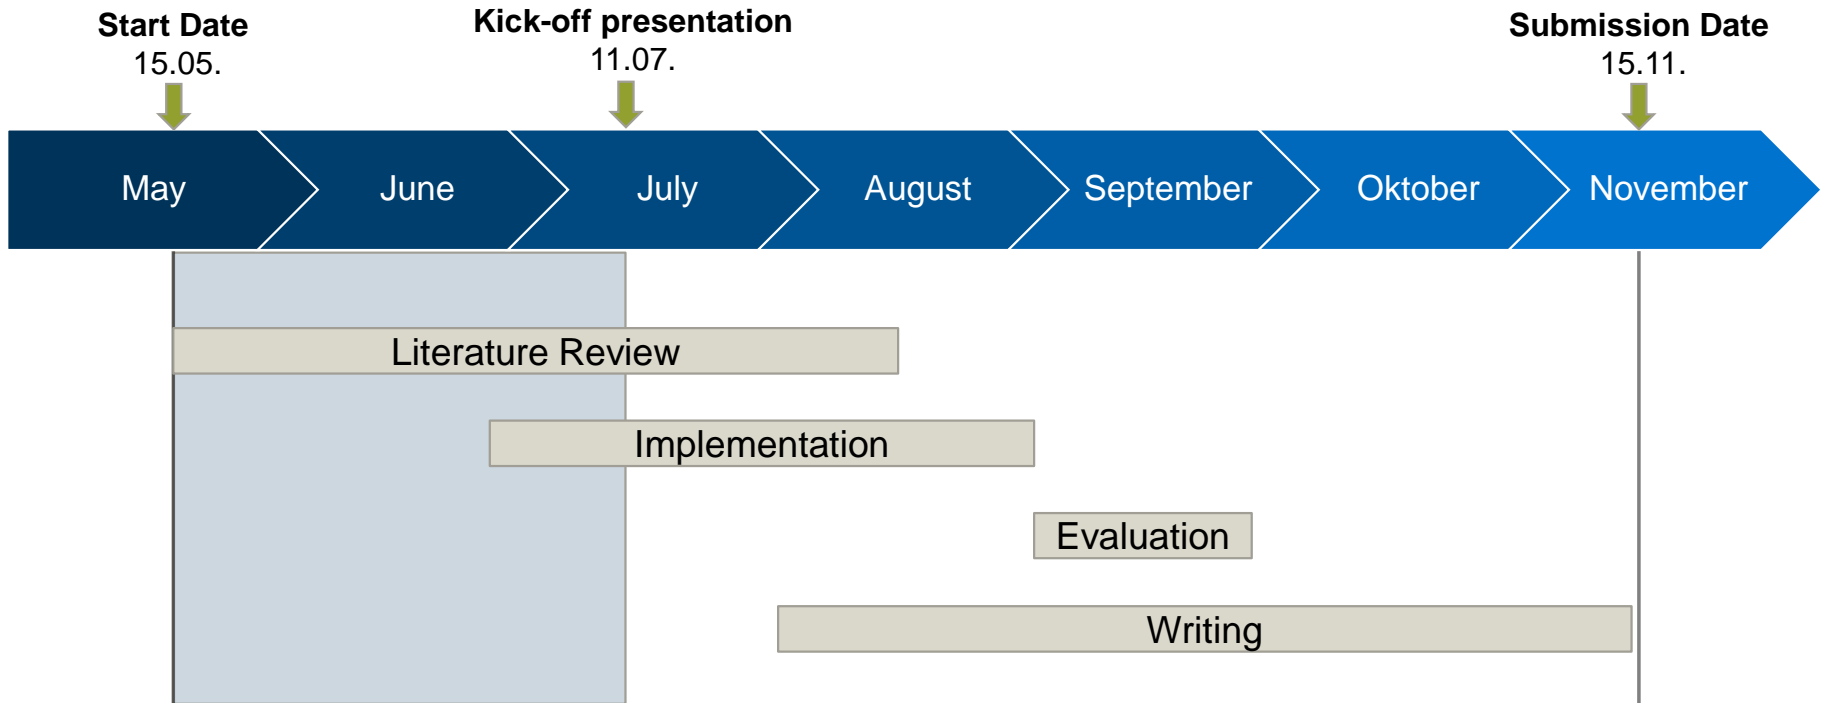 Start Date
15.05.
Kick-off presentation
11.07.
Submission Date
15.11.
May
June
July
August
September
Oktober
November
Literature Review
Implementation
Evaluation
Writing